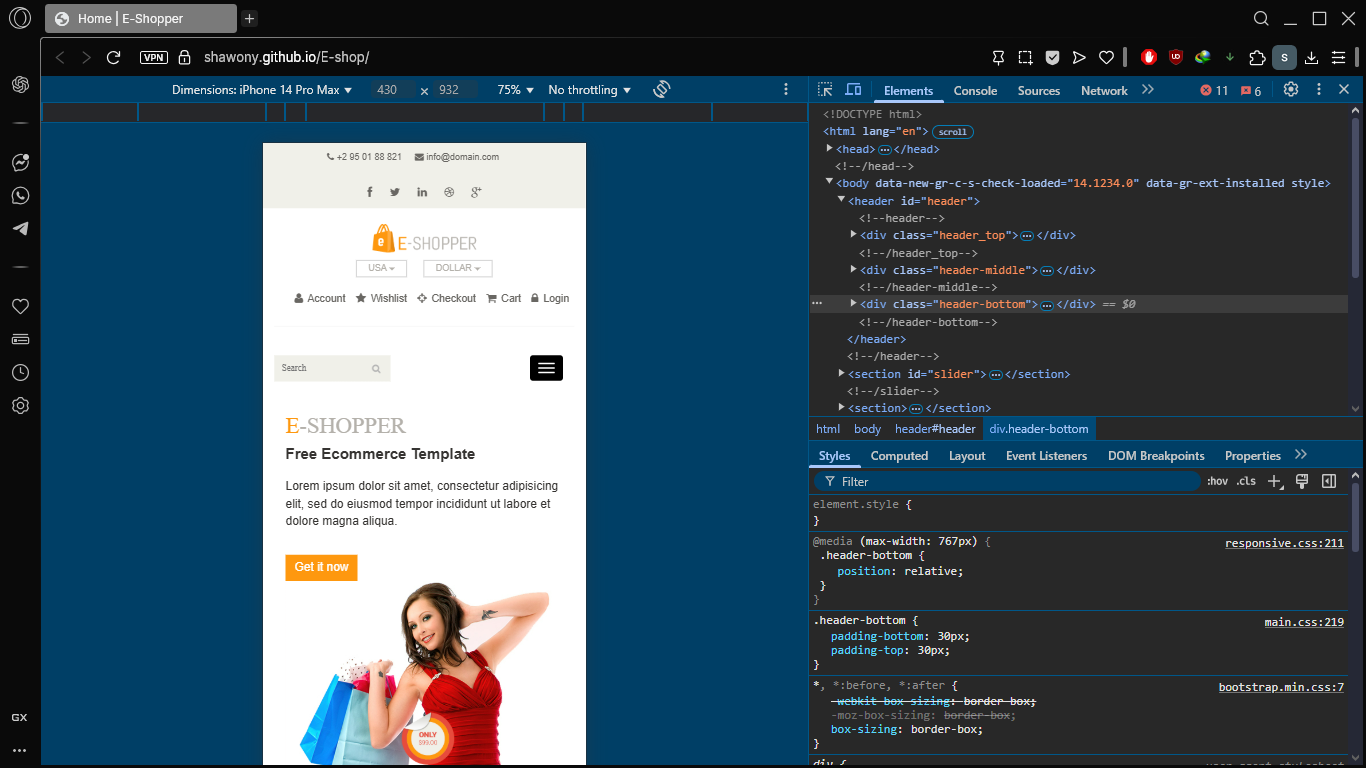 Home | E-Shopper
VPN
shawony.github.io/E-shop/
S
Dimensions: iPhone 14 Pro Max
430 × 932
75%
No throttling
+2 95 01 88 821 info@domain.com
E-SHOPPER
USA
DOLLAR
Account Wishlist Checkout Cart Login
Search
E-SHOPPER
Free Ecommerce Template
Lorem ipsum dolor sit amet, consectetur adipisicing
elit, sed do eiusmod tempor incididunt ut labore et
dolore magna aliqua.
Get it now
ONLY
$99.00
GX
Elements Console Sources Network 11 6
<!DOCTYPE html>
<html lang="en"> scroll
<head> ⋯ </head>
<!--/head-->
<body data-new-gr-c-s-check-loaded="14.1234.0" data-gr-ext-installed style>
<header id="header">
<!--header-->
<div class="header_top"> ⋯ </div>
<!--/header_top-->
<div class="header-middle"> ⋯ </div>
<!--/header-middle-->
<div class="header-bottom"> ⋯ </div> == $0
<!--/header-bottom-->
</header>
<!--/header-->
<section id="slider"> ⋯ </section>
<!--/slider-->
<section> ⋯ </section>
html body header#header div.header-bottom
Styles Computed Layout Event Listeners DOM Breakpoints Properties
Filter :hov .cls
element.style {
}
@media (max-width: 767px) { responsive.css:211
.header-bottom {
position: relative;
}
}
.header-bottom { main.css:219
padding-bottom: 30px;
padding-top: 30px;
}
*, *:before, *:after { bootstrap.min.css:7
-webkit-box-sizing: border-box;
-moz-box-sizing: border-box;
box-sizing: border-box;
}
div { user agent stylesheet